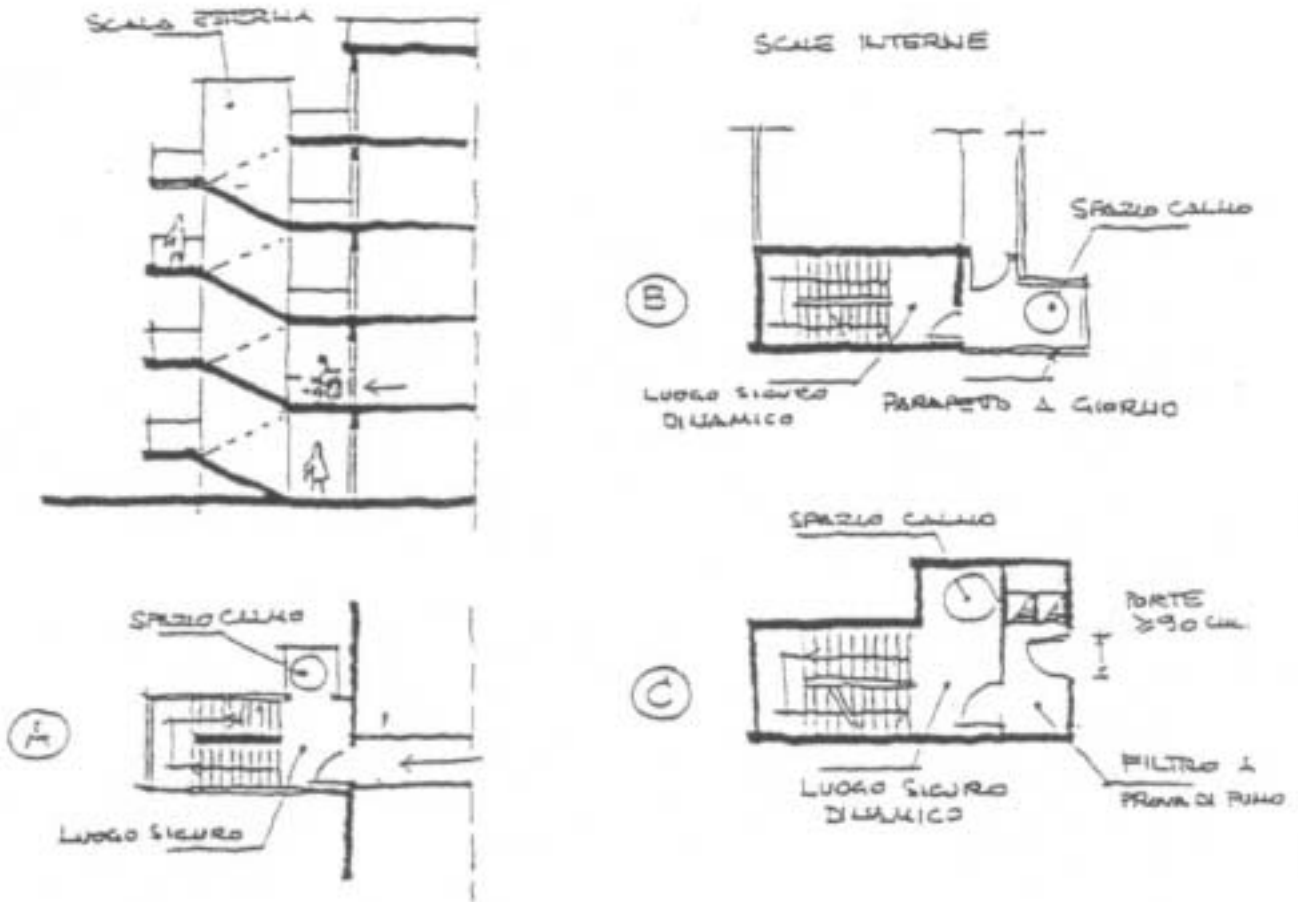 SCALA ESTERNA
SPAZIO CALMO
A
LUOGO SICURO
SCALE INTERNE
SPAZIO CALMO
B
LUOGO SICURO
DINAMICO
PARAPETTO A GIORNO
SPAZIO CALMO
PORTE
≥90 CM.
C
LUOGO SICURO
DINAMICO
FILTRO A
PROVA DI FUMO